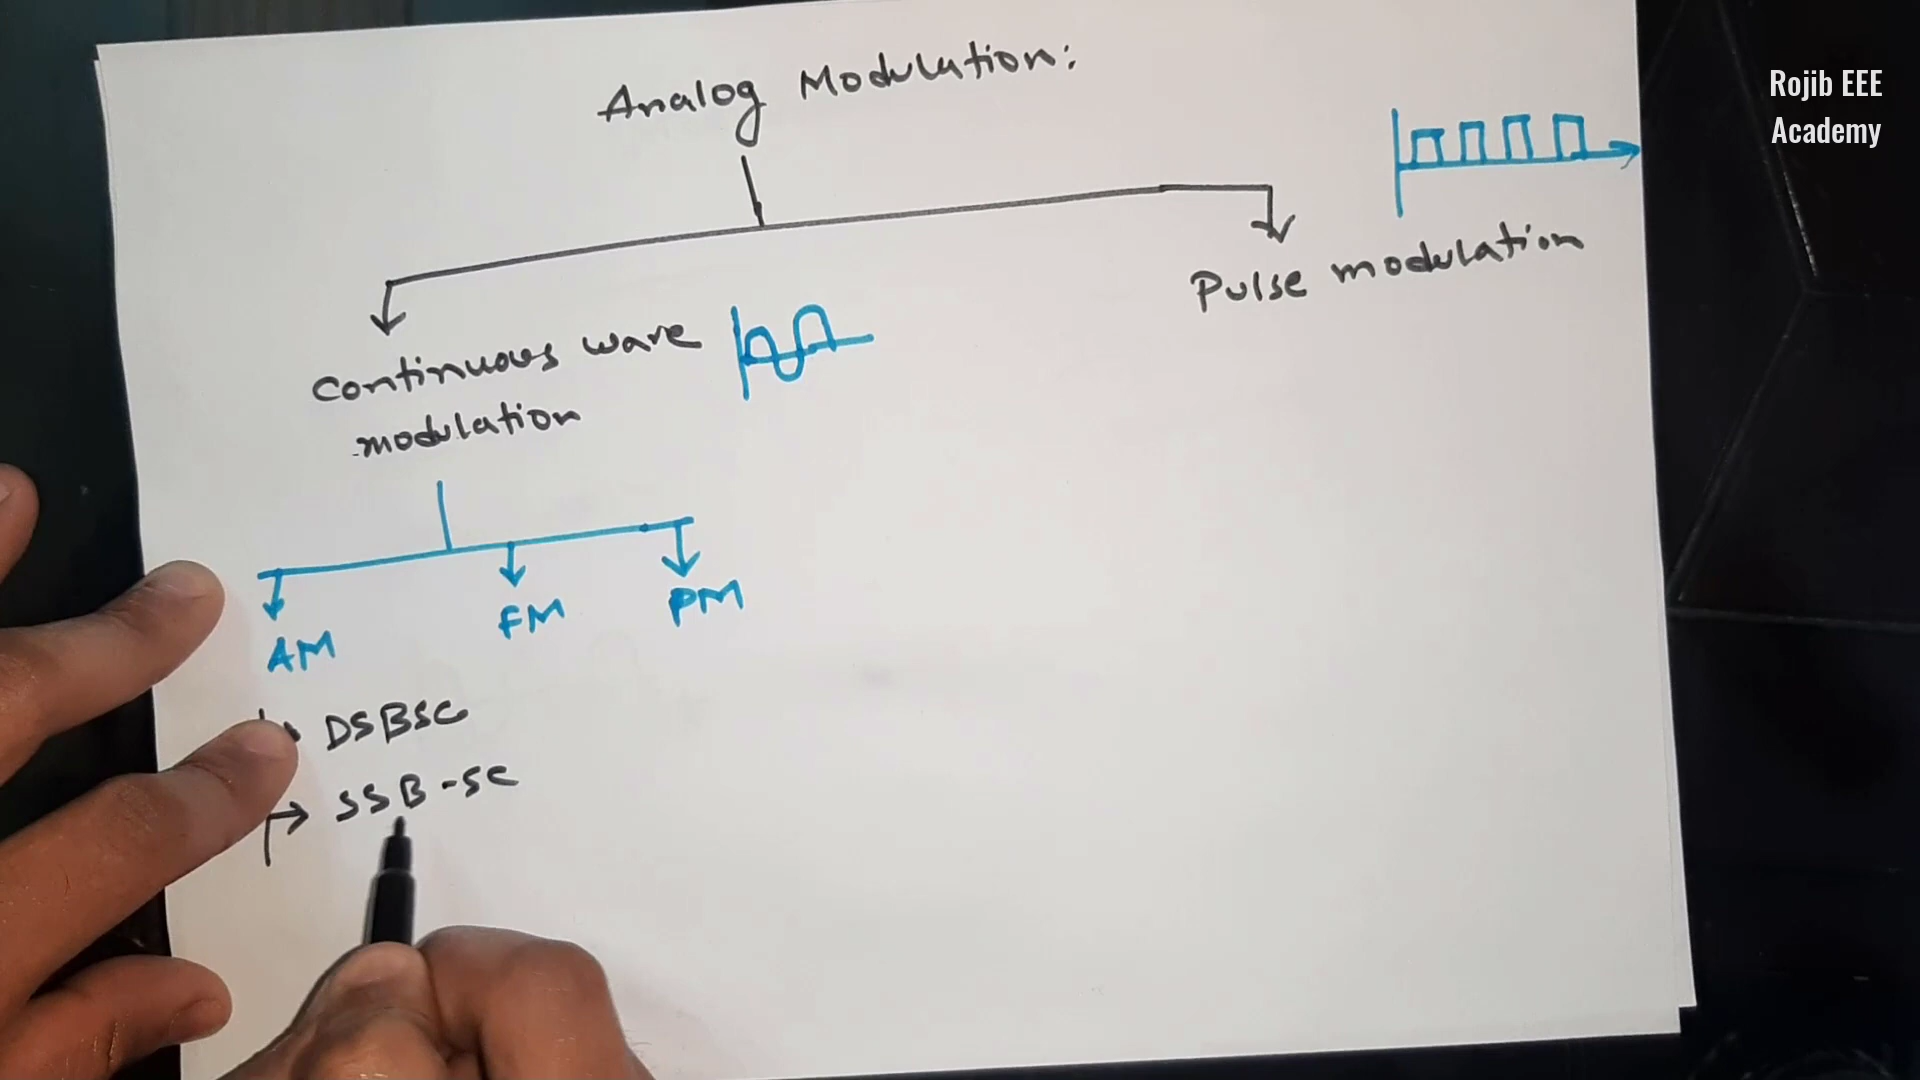 Analog Modulation:
Rojib EEE
Academy
Pulse modulation
Continuous wave
modulation
AM
FM
PM
DSBSC
SSB-SC